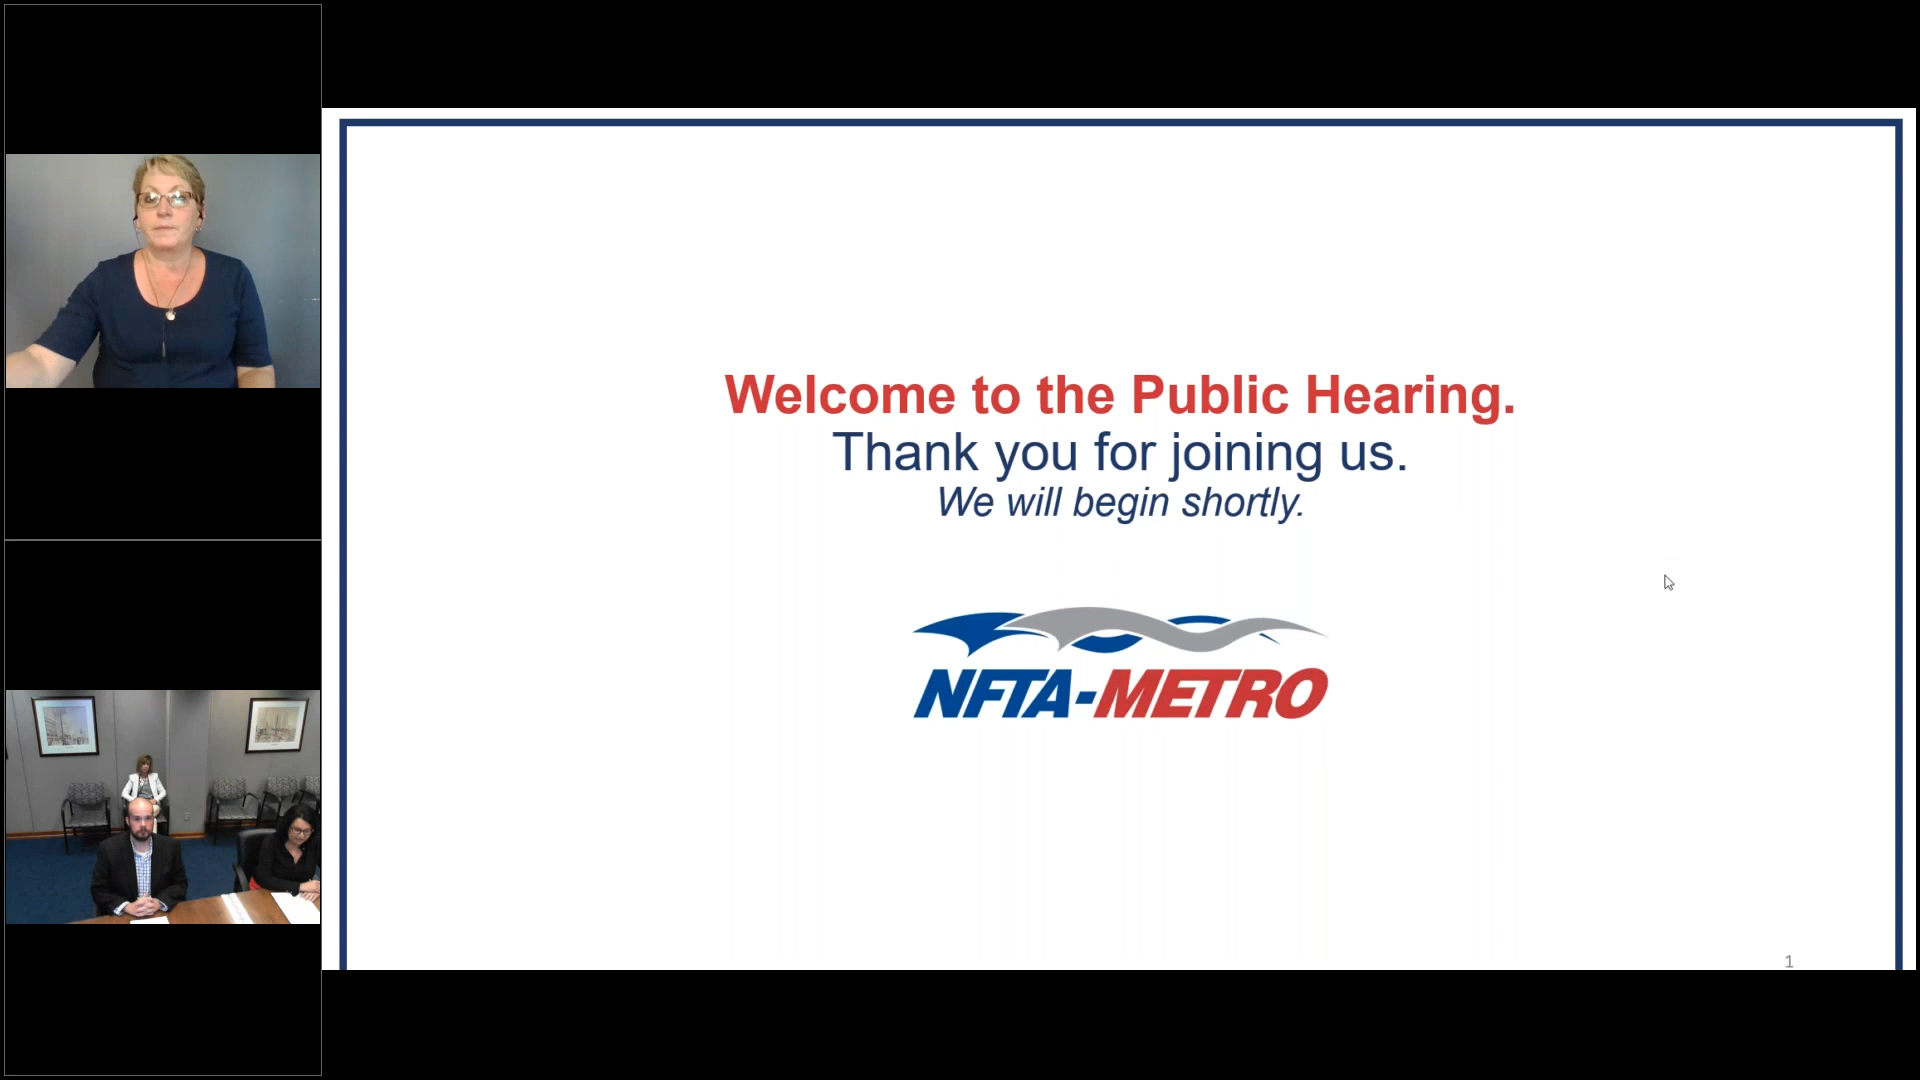 Welcome to the Public Hearing.
Thank you for joining us.
We will begin shortly.
NFTA-METRO
1